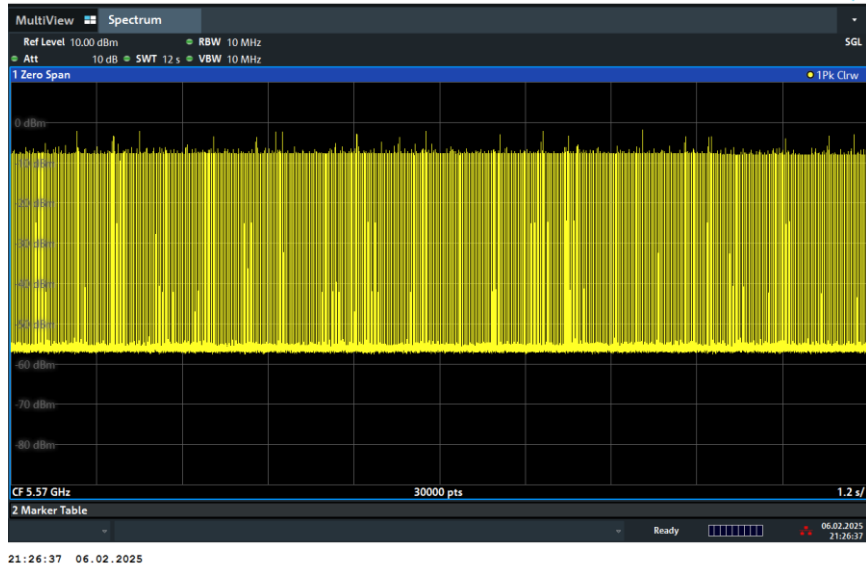 MultiView Spectrum
Ref Level 10.00 dBm RBW 10 MHz SGL
Att 10 dB SWT 12 s VBW 10 MHz
1 Zero Span 1Pk Clrw
0 dBm
-10 dBm
-20 dBm
-30 dBm
-40 dBm
-50 dBm
-60 dBm
-70 dBm
-80 dBm
CF 5.57 GHz 30000 pts 1.2 s/
2 Marker Table
Ready 06.02.2025
21:26:37
21:26:37 06.02.2025